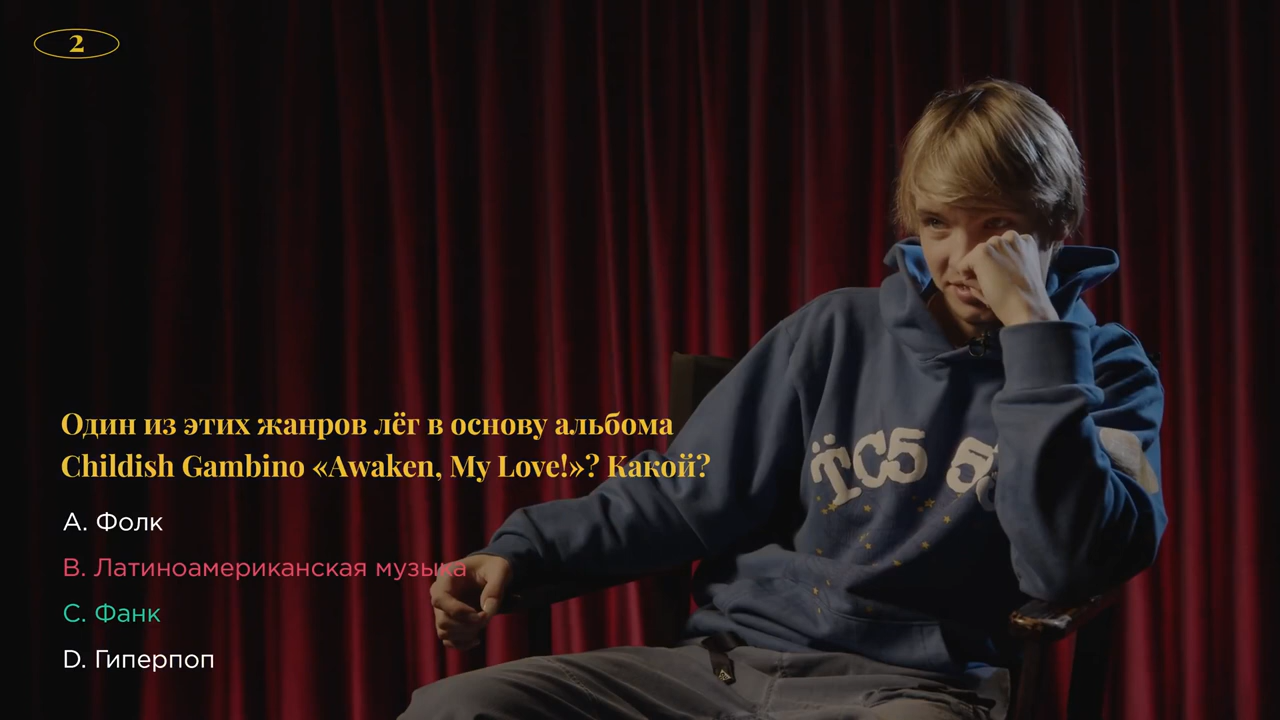 2
Один из этих жанров лёг в основу альбома
Childish Gambino «Awaken, My Love!»? Какой?
A. Фолк
B. Латиноамериканская музыка
C. Фанк
D. Гиперпоп